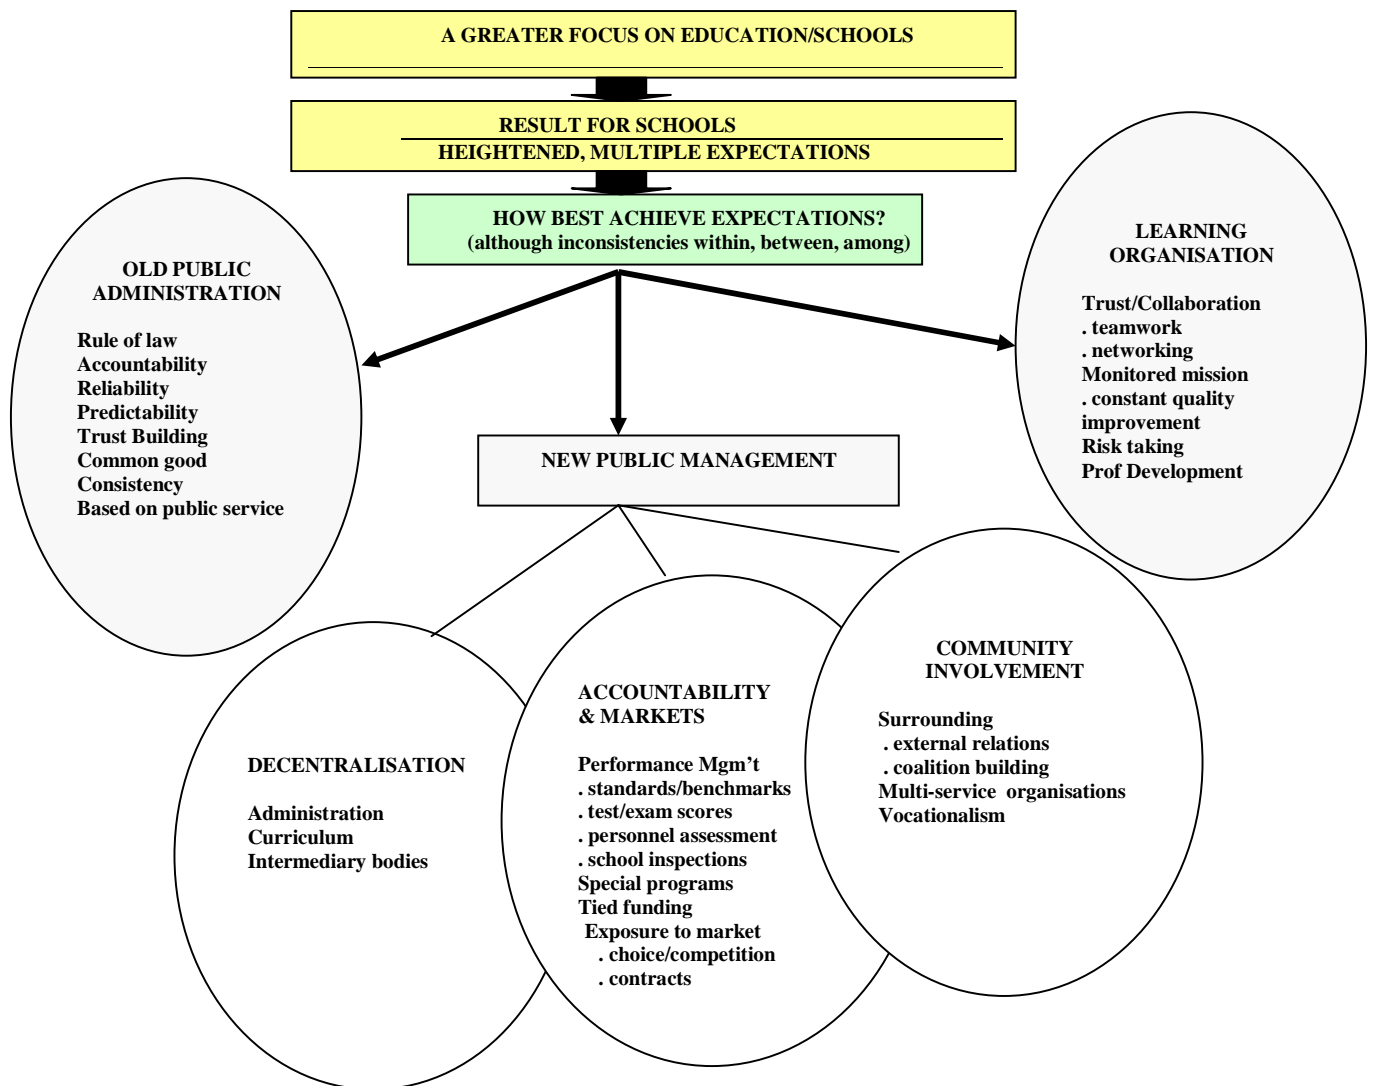 A GREATER FOCUS ON EDUCATION/SCHOOLS
RESULT FOR SCHOOLS
HEIGHTENED, MULTIPLE EXPECTATIONS
HOW BEST ACHIEVE EXPECTATIONS?
(although inconsistencies within, between, among)
OLD PUBLIC
ADMINISTRATION
Rule of law
Accountability
Reliability
Predictability
Trust Building
Common good
Consistency
Based on public service
NEW PUBLIC MANAGEMENT
LEARNING
ORGANISATION
Trust/Collaboration
. teamwork
. networking
Monitored mission
. constant quality
improvement
Risk taking
Prof Development
DECENTRALISATION
Administration
Curriculum
Intermediary bodies
ACCOUNTABILITY
& MARKETS
Performance Mgm't
. standards/benchmarks
. test/exam scores
. personnel assessment
. school inspections
Special programs
Tied funding
Exposure to market
. choice/competition
. contracts
COMMUNITY
INVOLVEMENT
Surrounding
. external relations
. coalition building
Multi-service organisations
Vocationalism